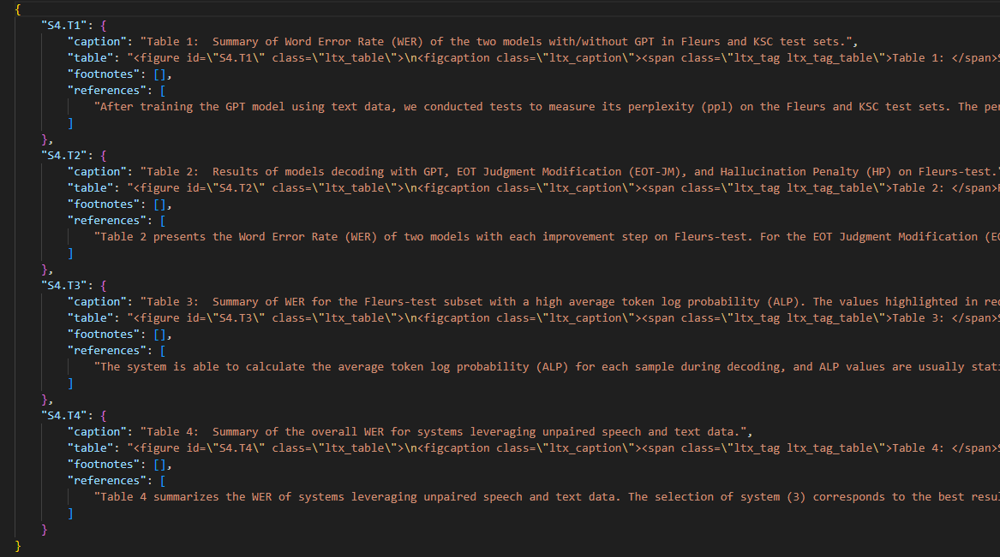 {
"S4.T1": {
"caption": "Table 1:  Summary of Word Error Rate (WER) of the two models with/without GPT in Fleurs and KSC test sets.",
"table": "<figure id=\"S4.T1\" class=\"ltx_table\">\n<figcaption class=\"ltx_caption\"><span class=\"ltx_tag ltx_tag_table\">Table 1: </span>S
"footnotes": [],
"references": [
"After training the GPT model using text data, we conducted tests to measure its perplexity (ppl) on the Fleurs and KSC test sets. The per
]
},
"S4.T2": {
"caption": "Table 2:  Results of models decoding with GPT, EOT Judgment Modification (EOT-JM), and Hallucination Penalty (HP) on Fleurs-test."
"table": "<figure id=\"S4.T2\" class=\"ltx_table\">\n<figcaption class=\"ltx_caption\"><span class=\"ltx_tag ltx_tag_table\">Table 2: </span>R
"footnotes": [],
"references": [
"Table 2 presents the Word Error Rate (WER) of two models with each improvement step on Fleurs-test. For the EOT Judgment Modification (EO
]
},
"S4.T3": {
"caption": "Table 3:  Summary of WER for the Fleurs-test subset with a high average token log probability (ALP). The values highlighted in red
"table": "<figure id=\"S4.T3\" class=\"ltx_table\">\n<figcaption class=\"ltx_caption\"><span class=\"ltx_tag ltx_tag_table\">Table 3: </span>S
"footnotes": [],
"references": [
"The system is able to calculate the average token log probability (ALP) for each sample during decoding, and ALP values are usually stati
]
},
"S4.T4": {
"caption": "Table 4:  Summary of the overall WER for systems leveraging unpaired speech and text data.",
"table": "<figure id=\"S4.T4\" class=\"ltx_table\">\n<figcaption class=\"ltx_caption\"><span class=\"ltx_tag ltx_tag_table\">Table 4: </span>S
"footnotes": [],
"references": [
"Table 4 summarizes the WER of systems leveraging unpaired speech and text data. The selection of system (3) corresponds to the best resul
]
}
}